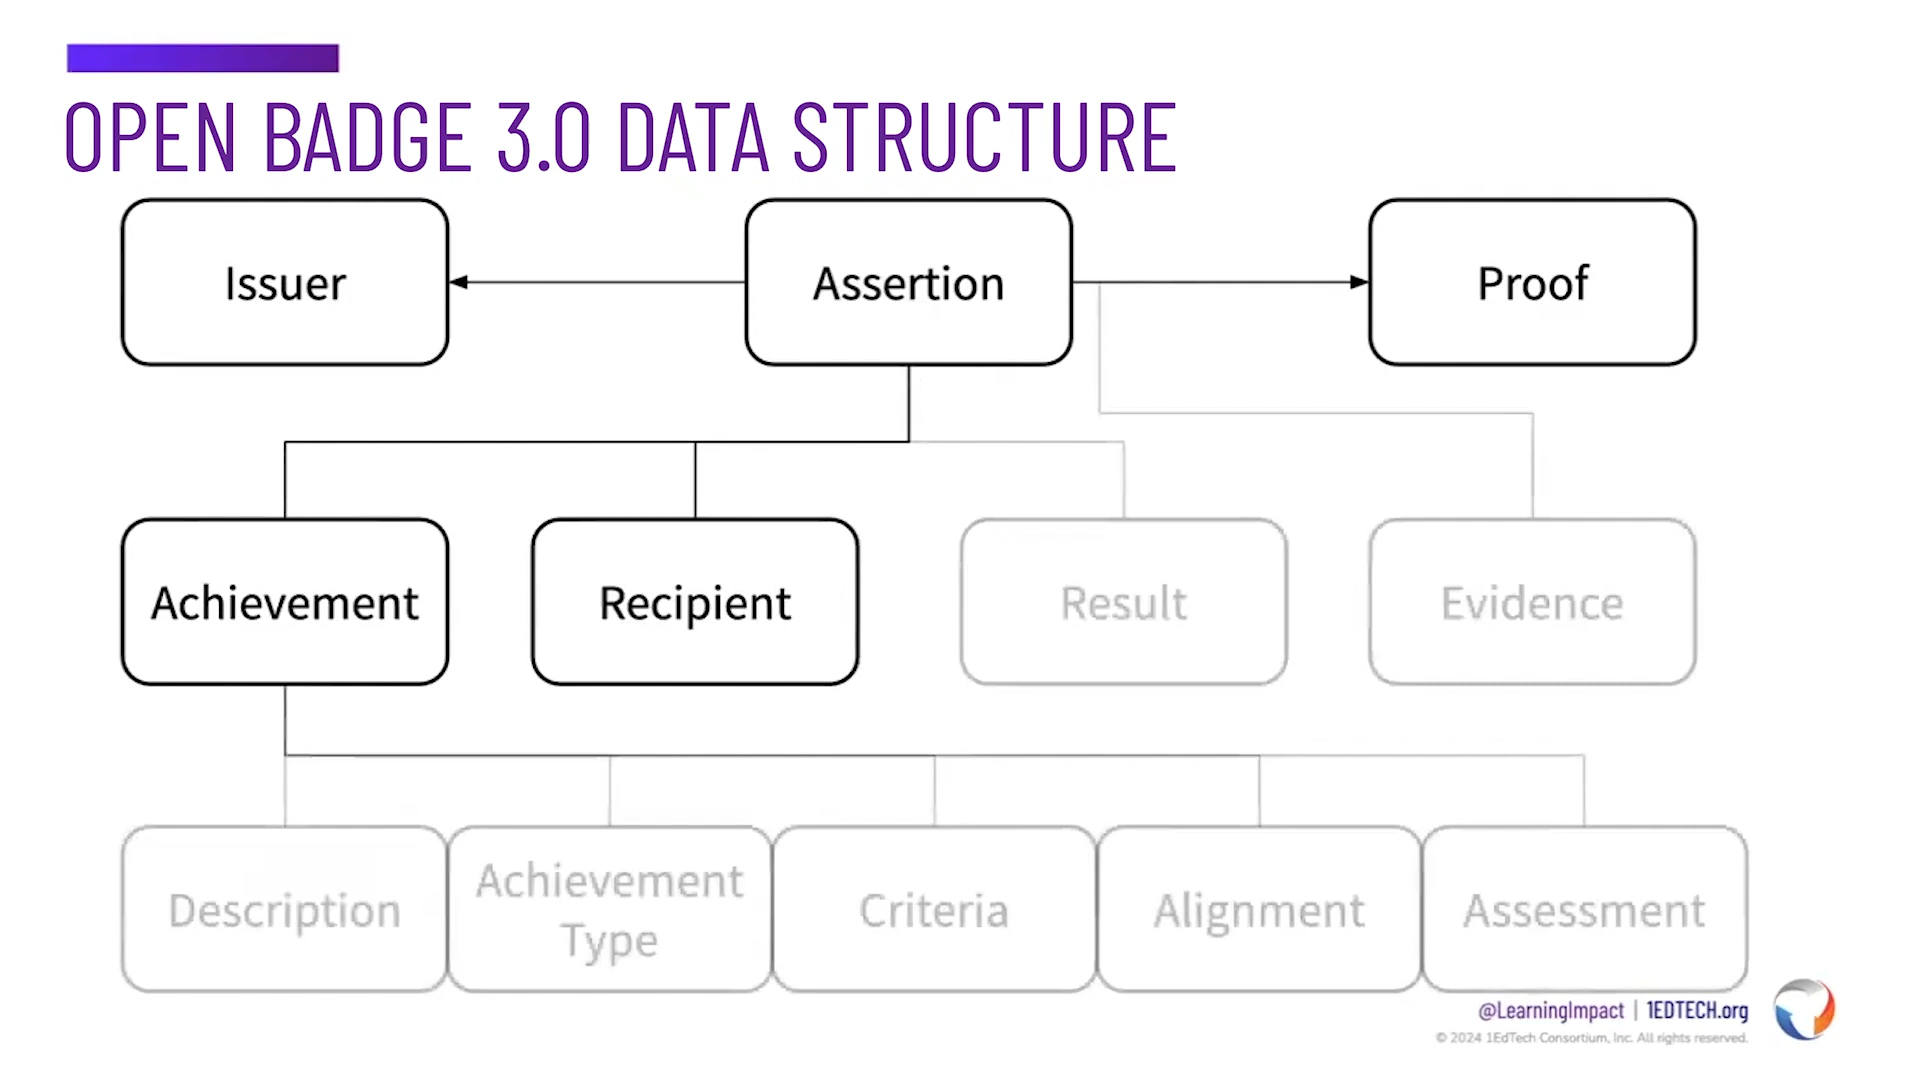 OPEN BADGE 3.0 DATA STRUCTURE
Issuer
Assertion
Proof
Achievement
Recipient
Result
Evidence
Description
Achievement
Type
Criteria
Alignment
Assessment
@LearningImpact | 1EDTECH.org
© 2024 1EdTech Consortium, Inc. All rights reserved.